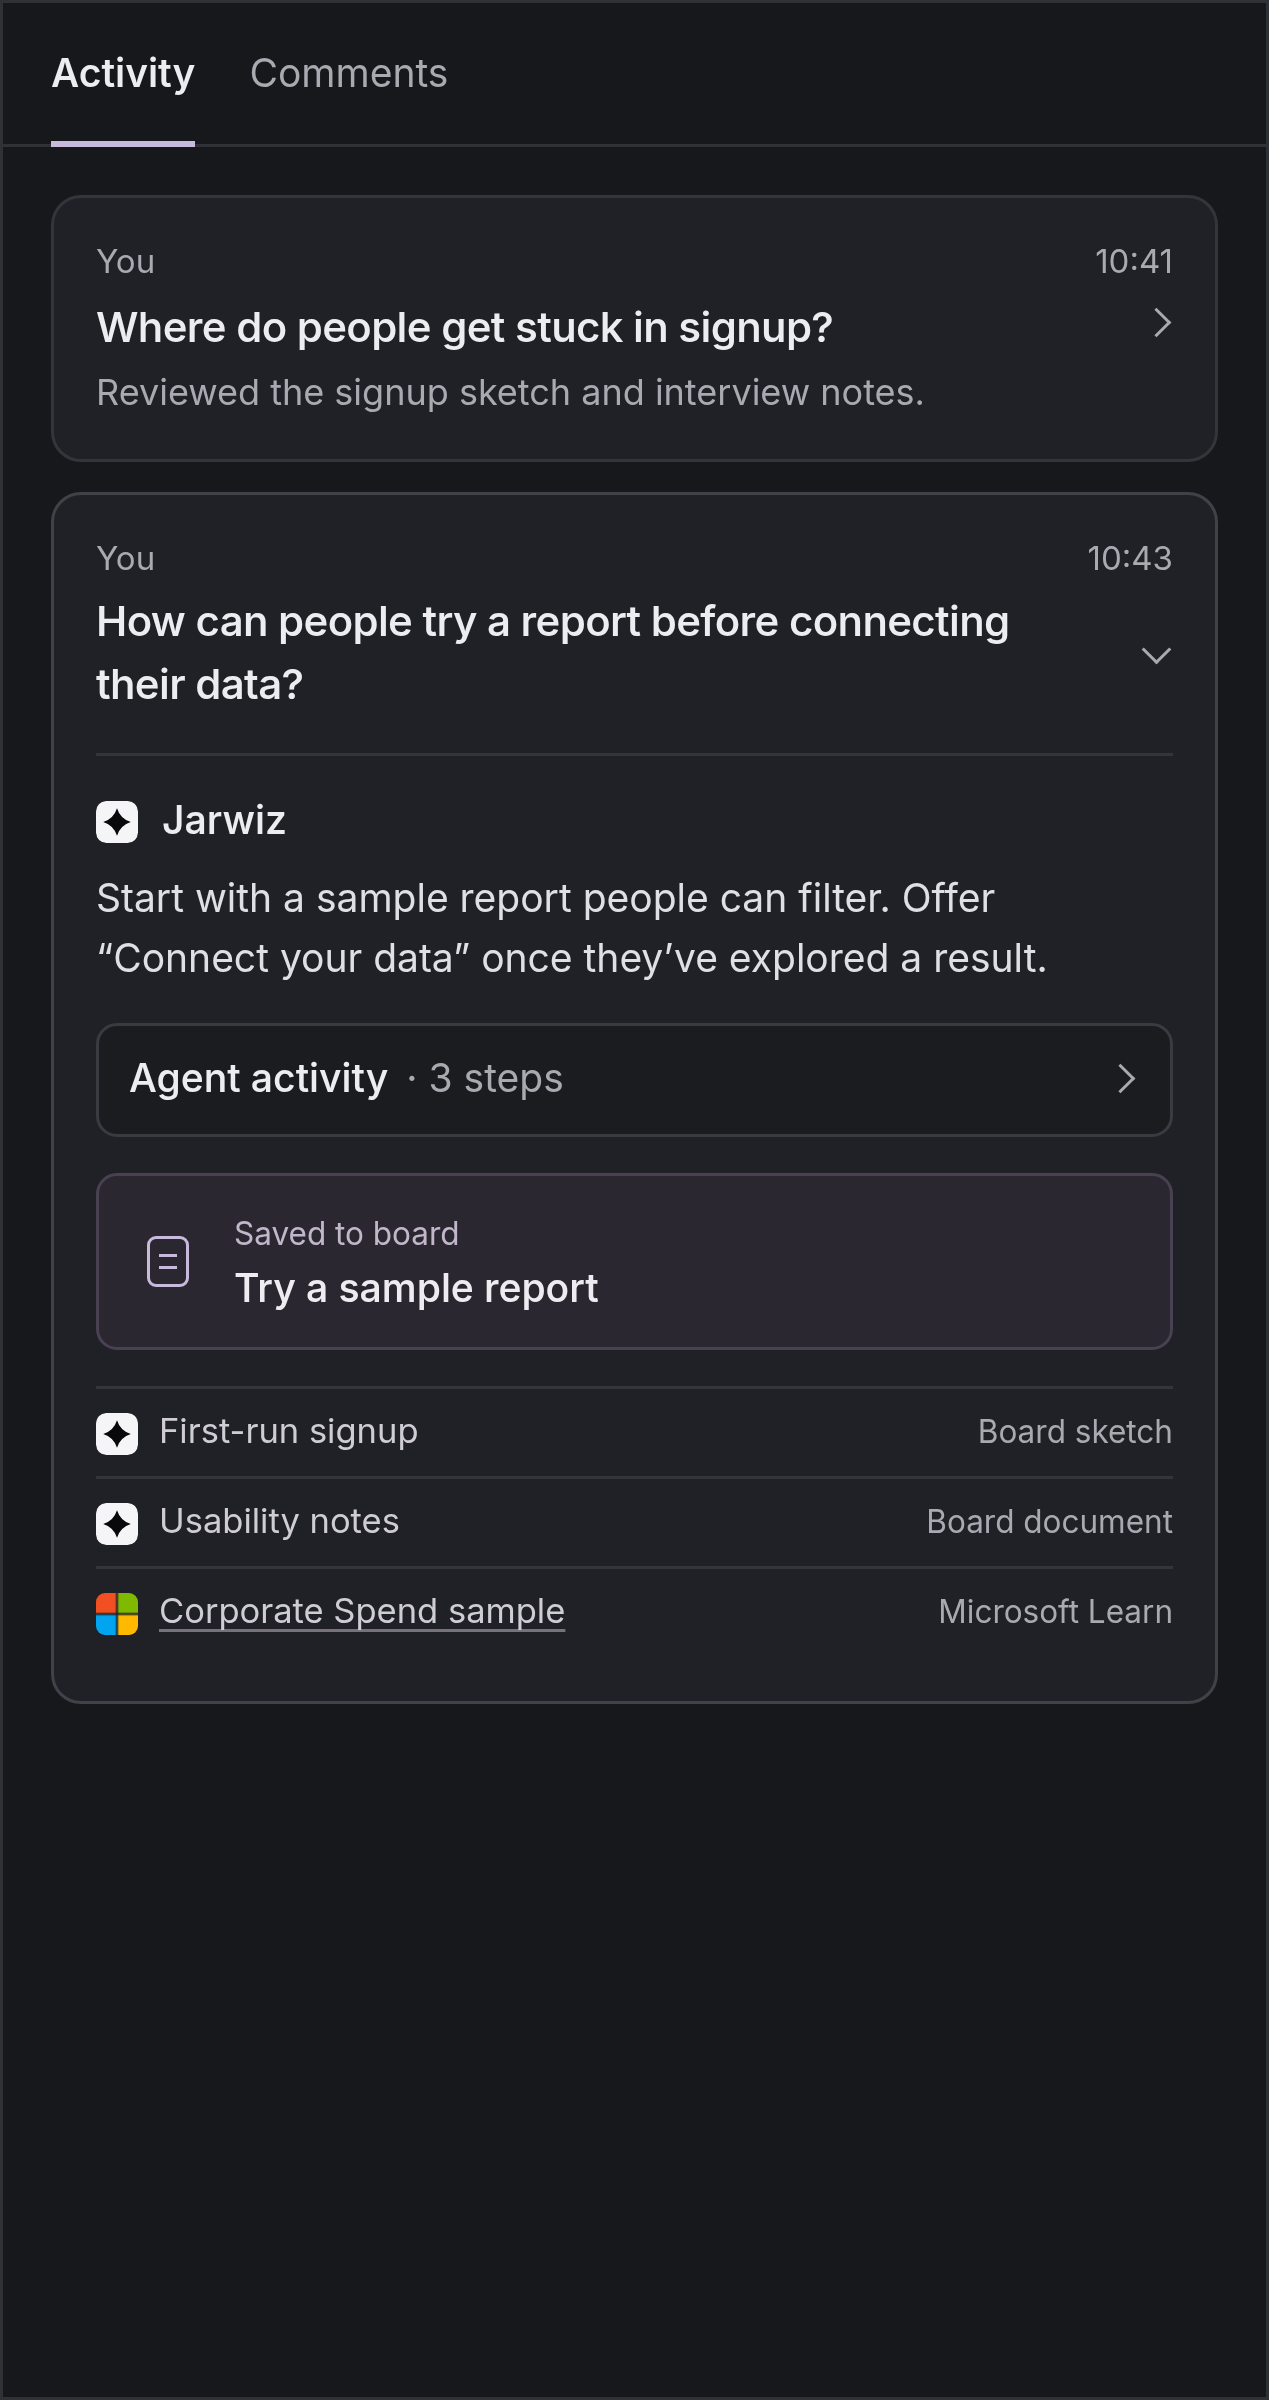 Activity Comments
You 10:41
Where do people get stuck in signup?
Reviewed the signup sketch and interview notes.
You 10:43
How can people try a report before connecting
their data?
Jarwiz
Start with a sample report people can filter. Offer
“Connect your data” once they’ve explored a result.
Agent activity · 3 steps
Saved to board
Try a sample report
First-run signup Board sketch
Usability notes Board document
Corporate Spend sample Microsoft Learn